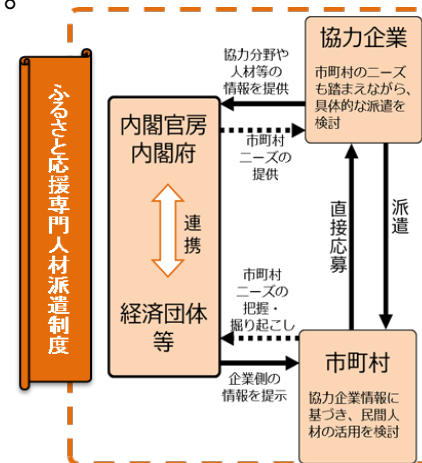 。
ふるさと応援専門人材派遣制度
内閣官房
内閣府
連携
経済団体
等
協力分野や
人材等の
情報を提供
市町村
ニーズの
提供
協力企業
市町村のニーズ
も踏まえながら、
具体的な派遣を
検討
直接応募
派遣
市町村
ニーズの
把握・
掘り起こし
企業側の
情報を提示
市町村
協力企業情報に
基づき、民間人
材の活用を検討